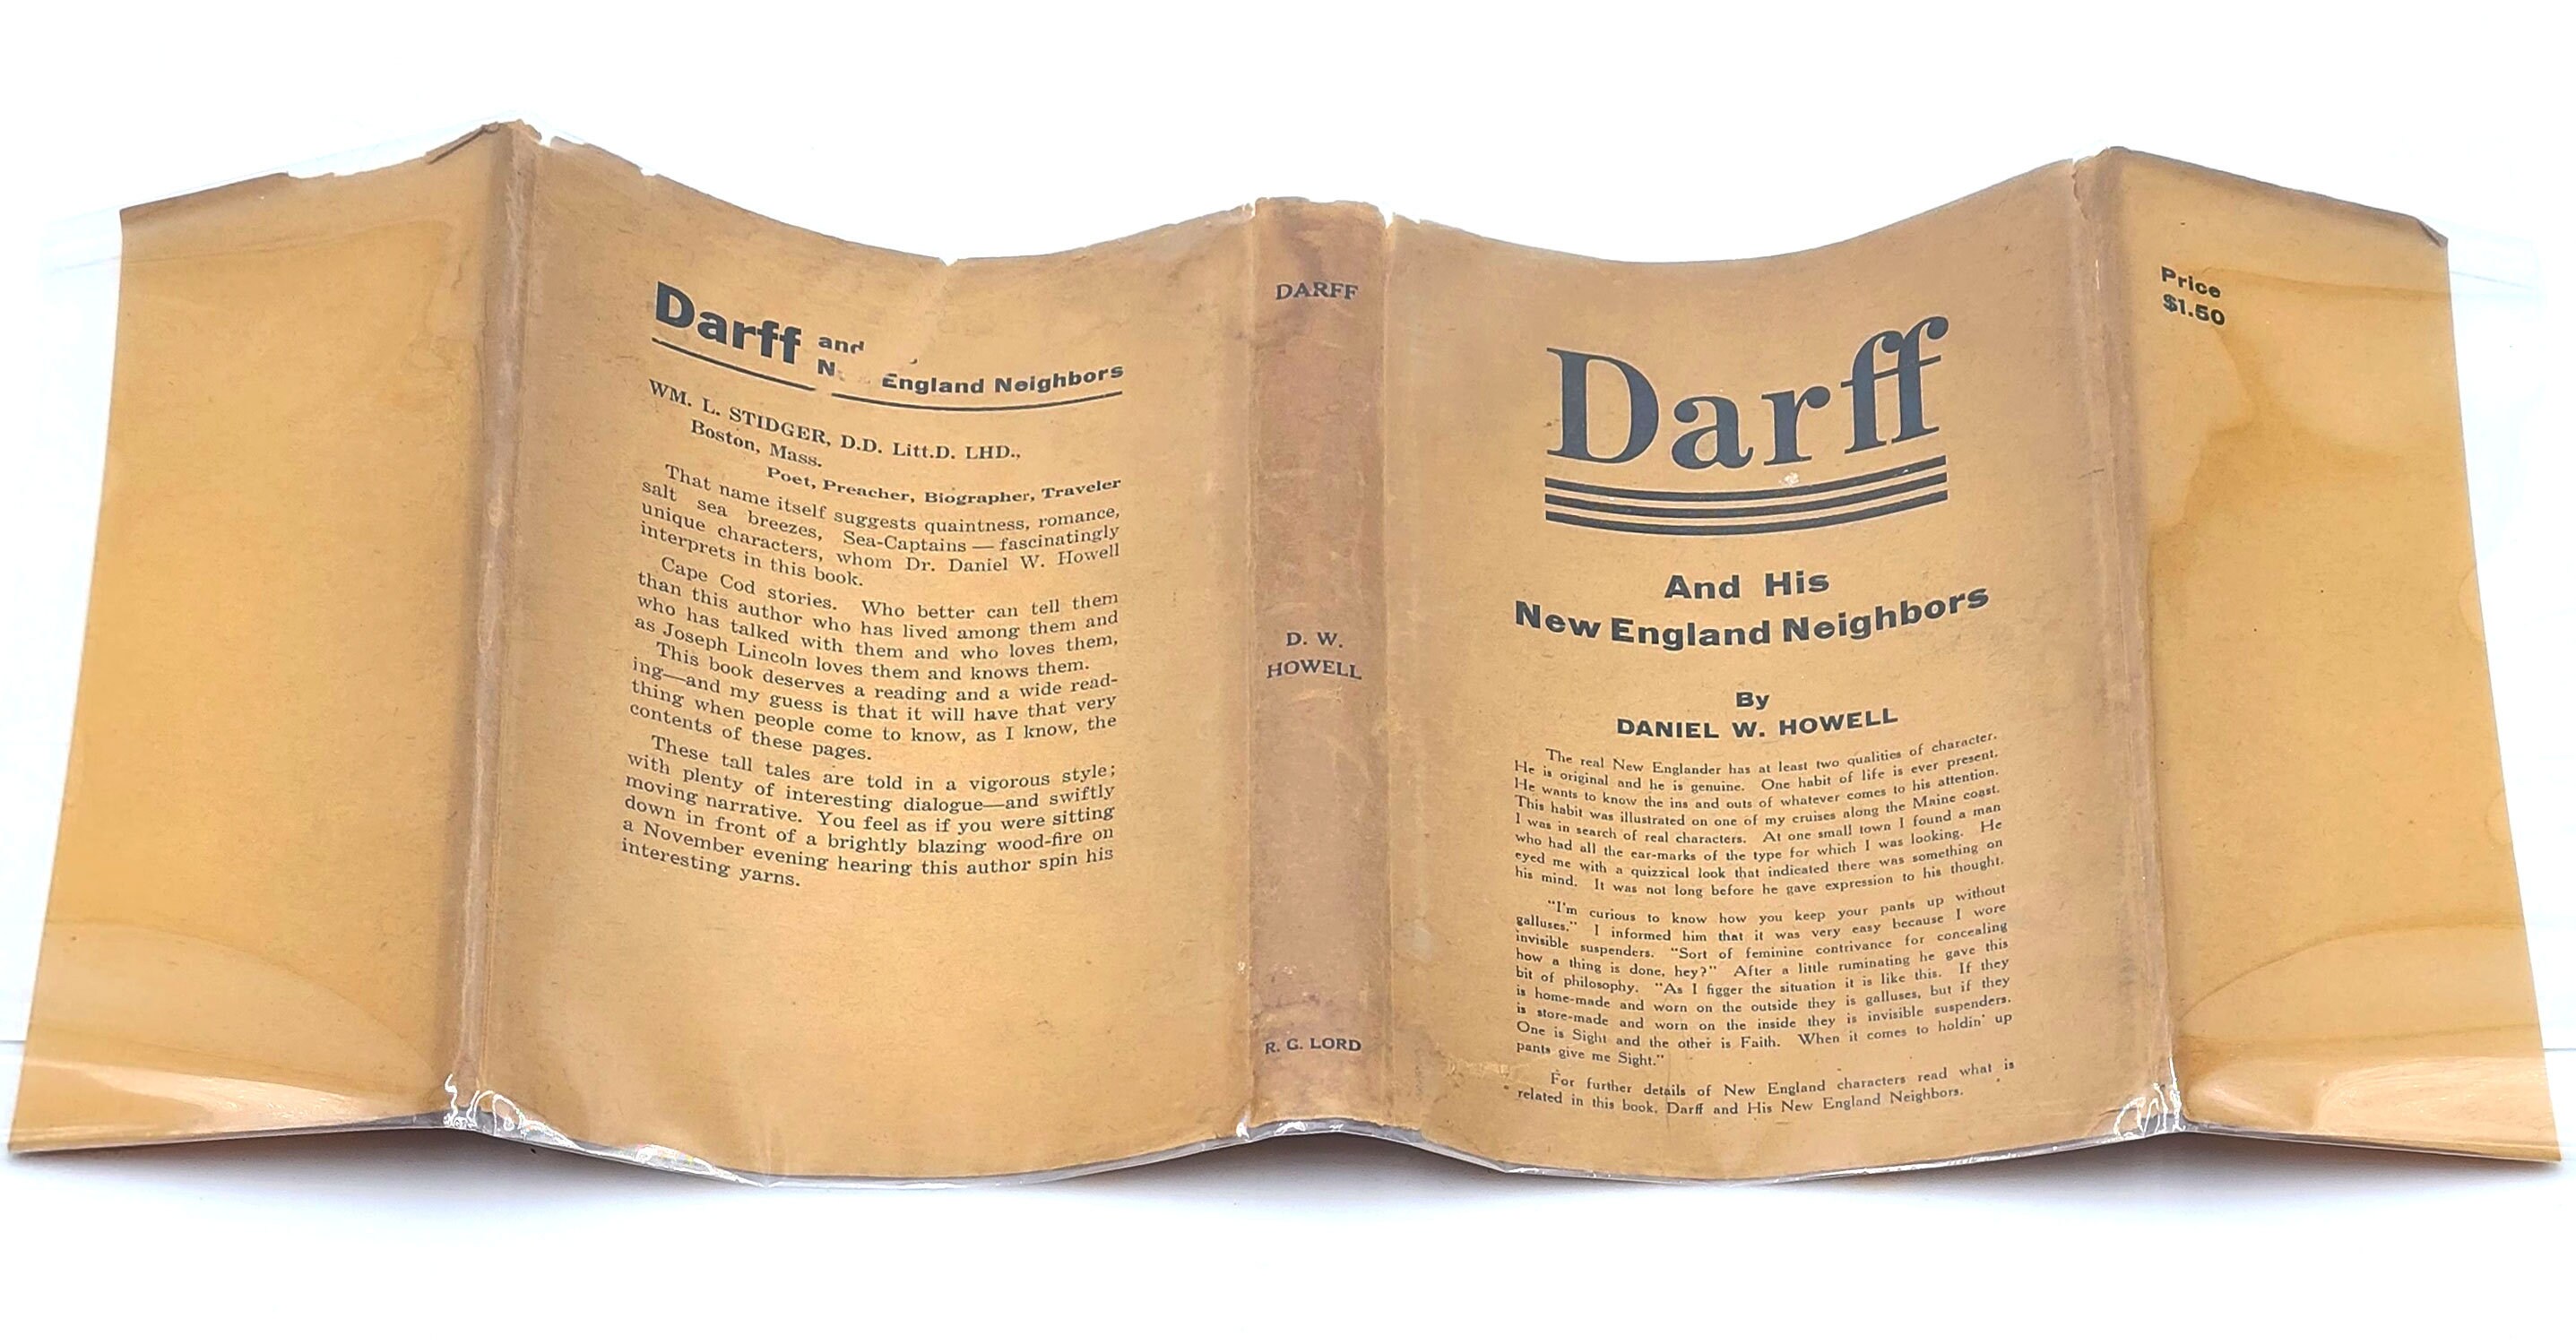 Darff and
England Neighbors
WM. L. STIDGER, D.D. Litt.D. LHD.,
Boston, Mass.
Poet, Preacher, Biographer, Traveler
That name itself suggests quaintness, romance,
salt sea breezes, Sea-Captains — fascinatingly
unique characters, whom Dr. Daniel W. Howell
interprets in this book.
Cape Cod stories. Who better can tell them
than this author who has lived among them and
who has talked with them and who loves them,
as Joseph Lincoln loves them and knows them.
This book deserves a reading and a wide read-
ing—and my guess is that it will have that very
thing when people come to know, as I know, the
contents of these pages.
These tall tales are told in a vigorous style;
with plenty of interesting dialogue—and swiftly
moving narrative. You feel as if you were sitting
down in front of a brightly blazing wood-fire on
a November evening hearing this author spin his
interesting yarns.
DARFF
D. W.
HOWELL
R. G. LORD
Darff
And His
New England Neighbors
By
DANIEL W. HOWELL
The real New Englander has at least two qualities of character.
He is original and he is genuine. One habit of life is ever present.
He wants to know the ins and outs of whatever comes to his attention.
This habit was illustrated on one of my cruises along the Maine coast.
I was in search of real characters. At one small town I found a man
who had all the ear-marks of the type for which I was looking. He
eyed me with a quizzical look that indicated there was something on
his mind. It was not long before he gave expression to his thought.
"I'm curious to know how you keep your pants up without
galluses." I informed him that it was very easy because I wore
invisible suspenders. "Sort of feminine contrivance for concealing
how a thing is done, hey?" After a little ruminating he gave this
bit of philosophy. "As I figger the situation it is like this. If they
is home-made and worn on the outside they is galluses, but if they
is store-made and worn on the inside they is invisible suspenders.
One is Sight and the other is Faith. When it comes to holdin' up
pants give me Sight."
For further details of New England characters read what is
related in this book, Darff and His New England Neighbors.
Price
$1.50